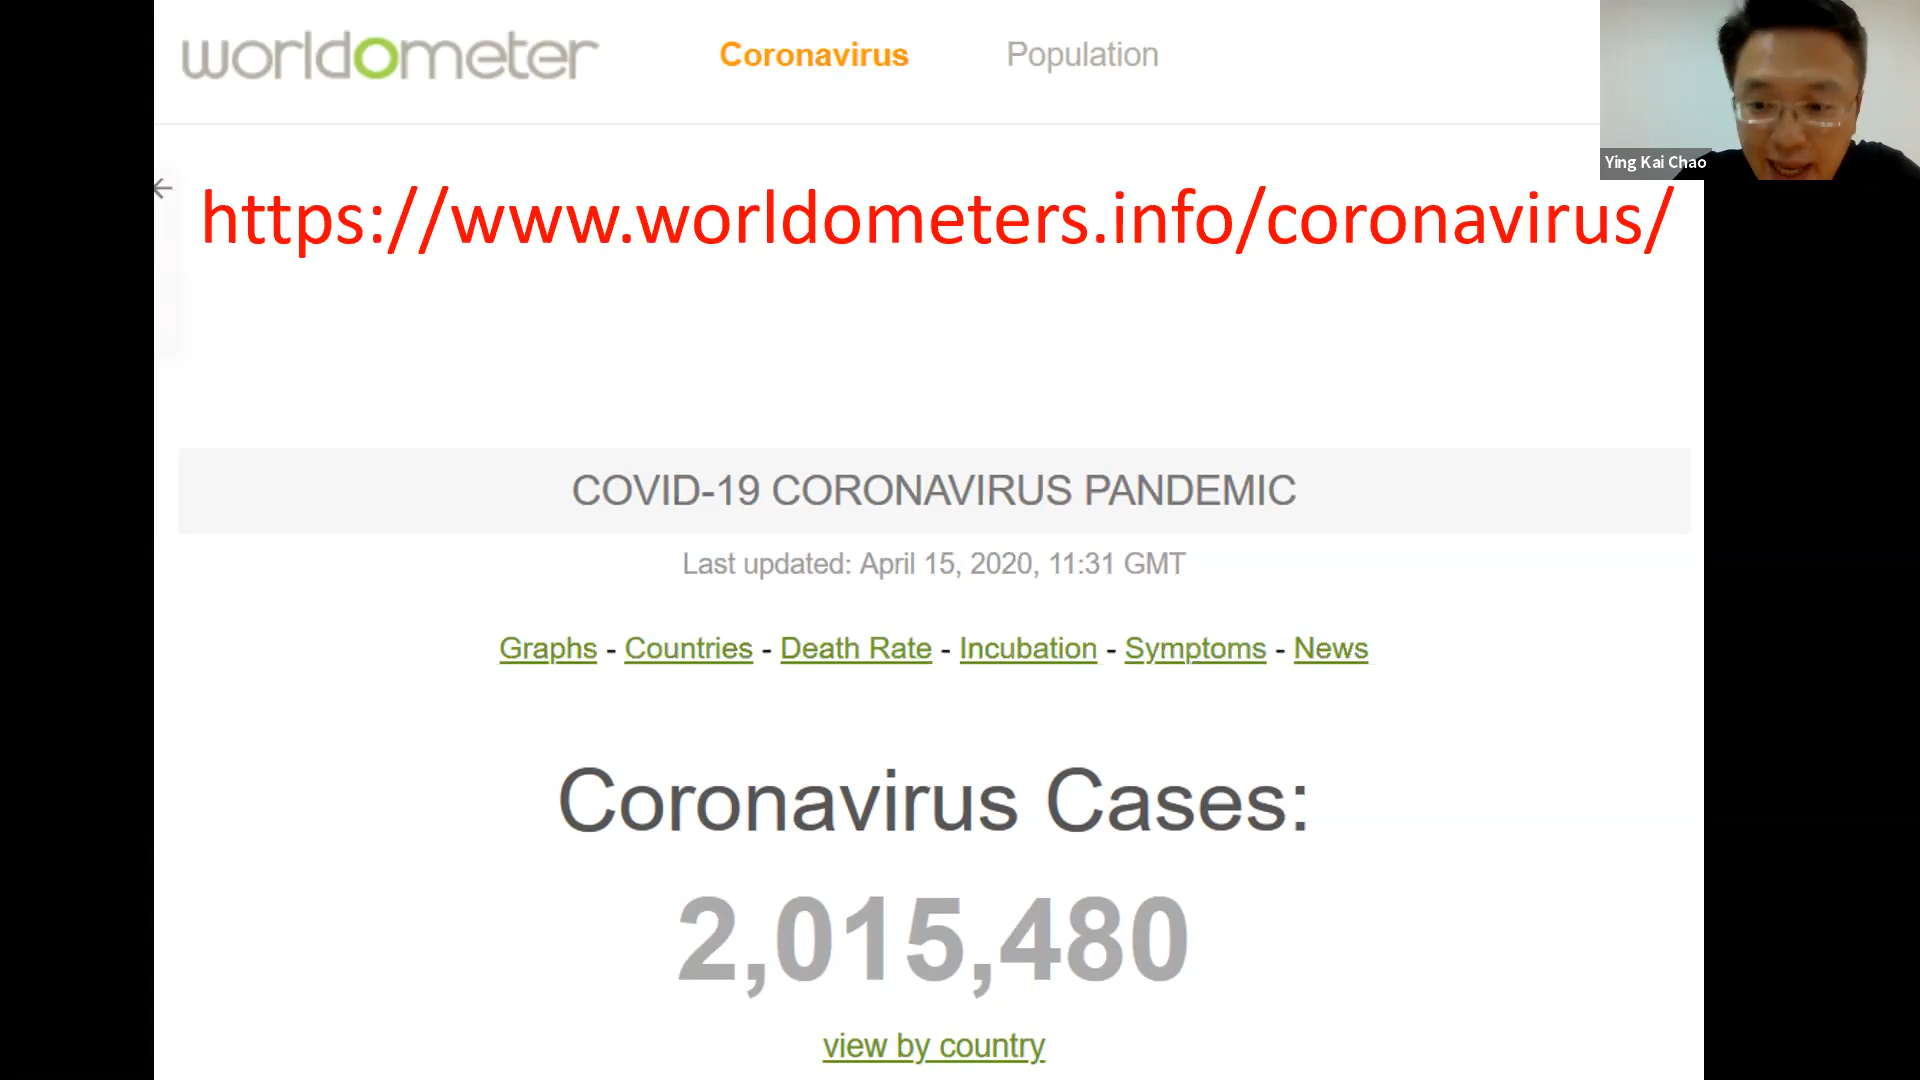 worldometer
Coronavirus
Population
Ying Kai Chao
https://www.worldometers.info/coronavirus/
COVID-19 CORONAVIRUS PANDEMIC
Last updated: April 15, 2020, 11:31 GMT
Graphs - Countries - Death Rate - Incubation - Symptoms - News
Coronavirus Cases:
2,015,480
view by country